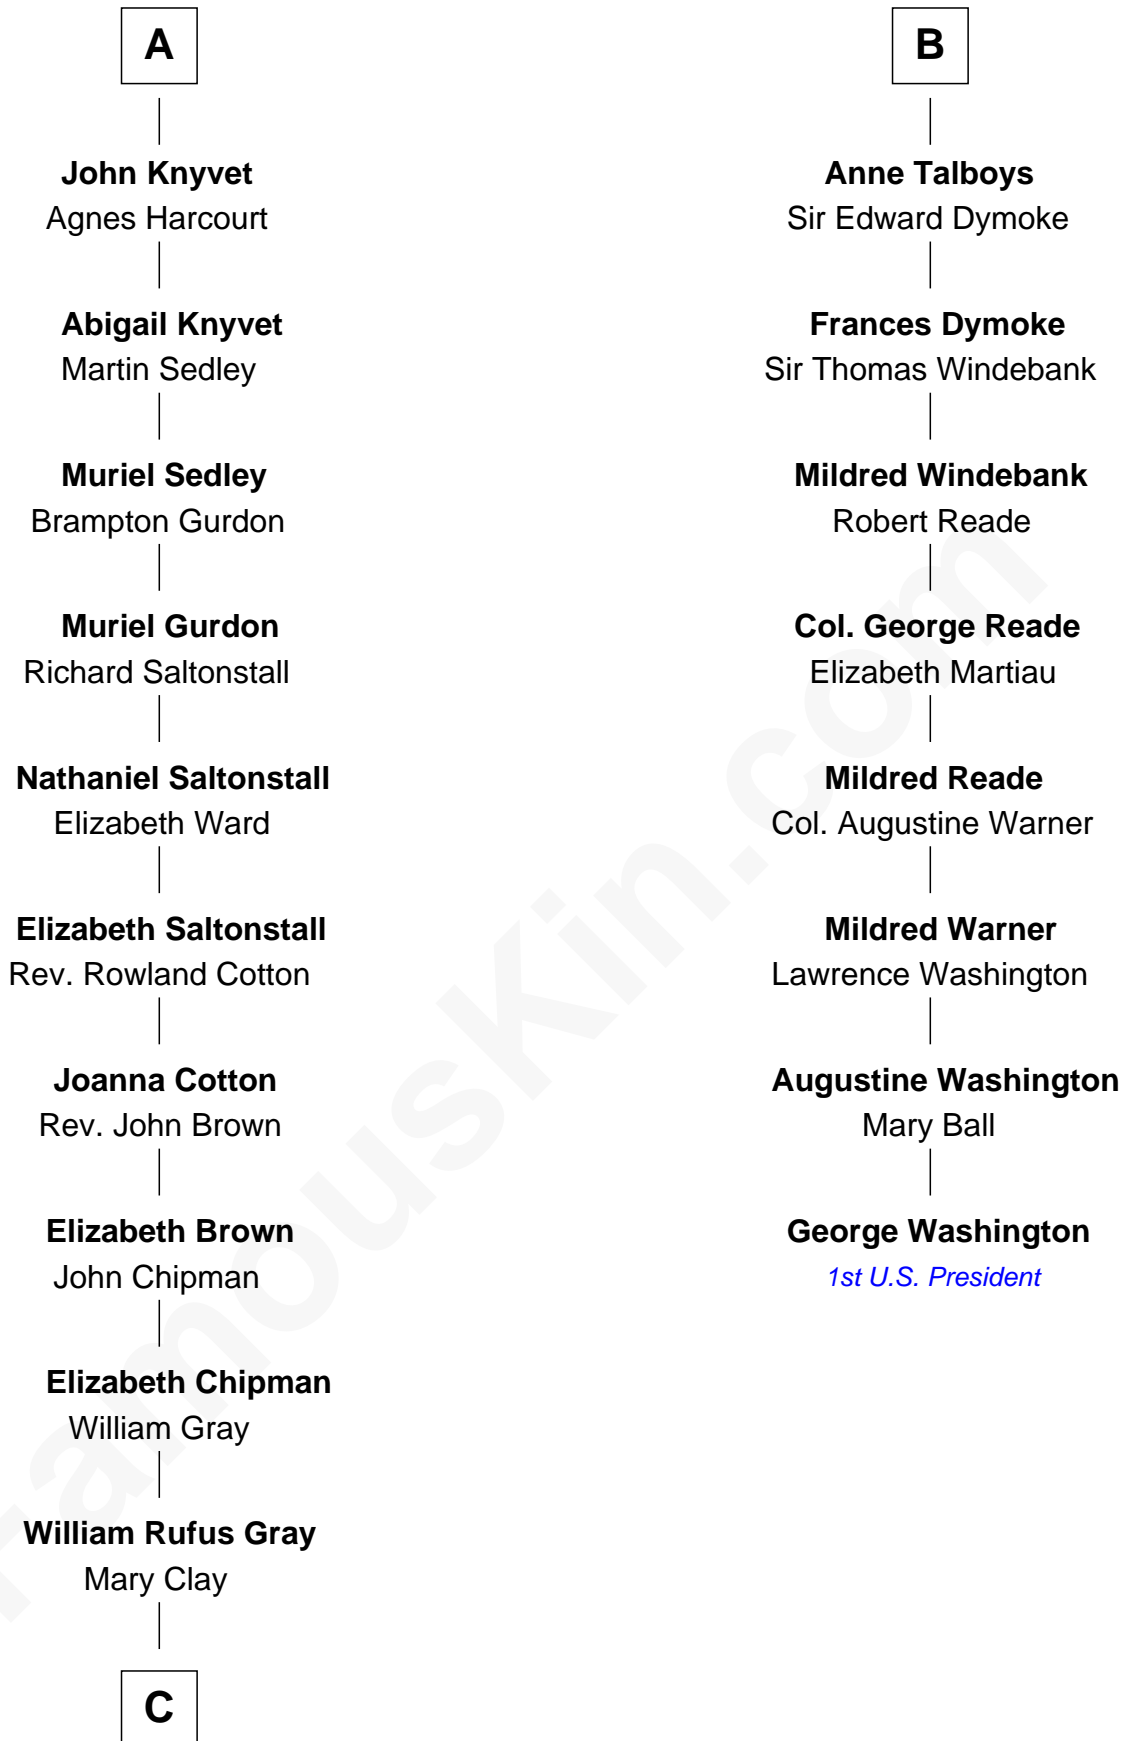 A
John Knyvet
Agnes Harcourt
Abigail Knyvet
Martin Sedley
Muriel Sedley
Brampton Gurdon
Muriel Gurdon
Richard Saltonstall
Nathaniel Saltonstall
Elizabeth Ward
Elizabeth Saltonstall
Rev. Rowland Cotton
Joanna Cotton
Rev. John Brown
Elizabeth Brown
John Chipman
Elizabeth Chipman
William Gray
William Rufus Gray
Mary Clay
C
B
Anne Talboys
Sir Edward Dymoke
Frances Dymoke
Sir Thomas Windebank
Mildred Windebank
Robert Reade
Col. George Reade
Elizabeth Martiau
Mildred Reade
Col. Augustine Warner
Mildred Warner
Lawrence Washington
Augustine Washington
Mary Ball
George Washington
1st U.S. President
FamousKin.com